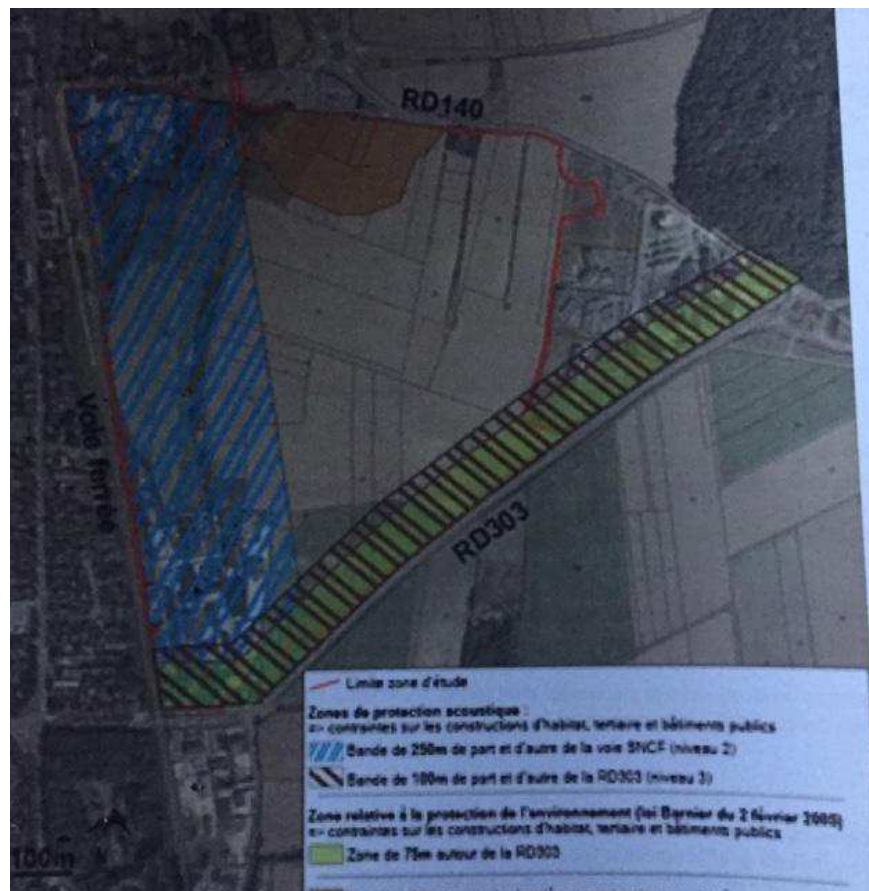 RD140
Voie ferrée
RD303
Limite zone d'étude
Zones de protection acoustique :
=> contraintes sur les constructions d'habitat, tertiaire et bâtiments publics
Bande de 250m de part et d'autre de la voie SNCF (niveau 2)
Bande de 100m de part et d'autre de la RD303 (niveau 3)
Zone relative à la protection de l'environnement (loi Barnier du 2 février 2005)
=> contraintes sur les constructions d'habitat, tertiaire et bâtiments publics
Zone de 75m autour de la RD303
100m